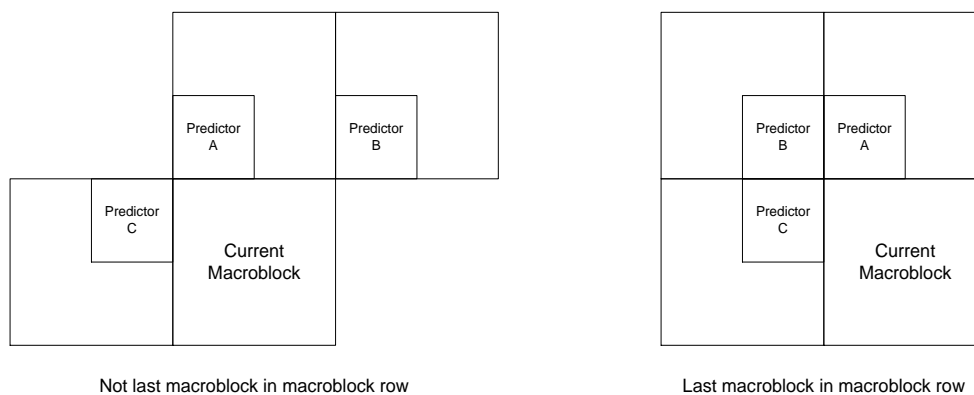 Predictor
A
Predictor
B
Predictor
C
Current
Macroblock
Not last macroblock in macroblock row
Predictor
B
Predictor
A
Predictor
C
Current
Macroblock
Last macroblock in macroblock row